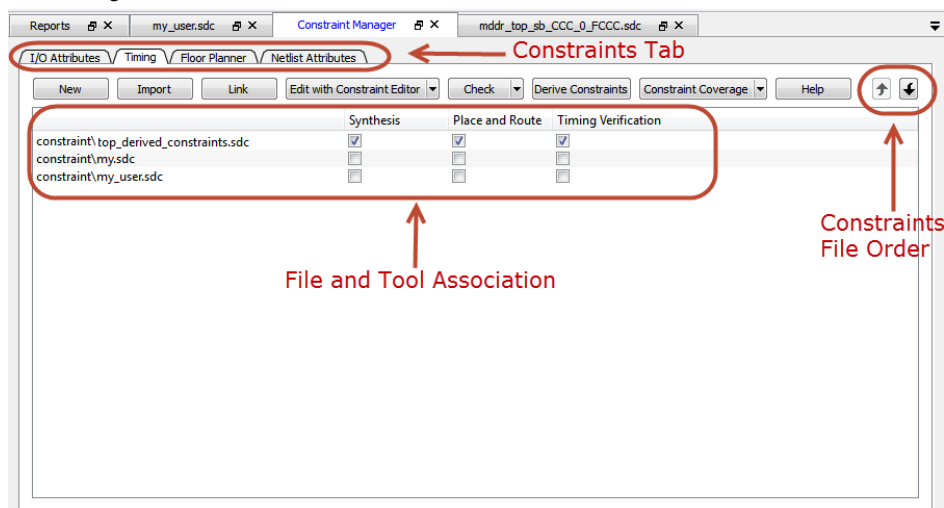 Reports my_user.sdc Constraint Manager mddr_top_sb_CCC_0_FCCC.sdc
Constraints Tab
I/O Attributes Timing Floor Planner Netlist Attributes
New Import Link Edit with Constraint Editor Check Derive Constraints Constraint Coverage Help
Synthesis Place and Route Timing Verification
constraint\top_derived_constraints.sdc
constraint\my.sdc
constraint\my_user.sdc
Constraints
File Order
File and Tool Association